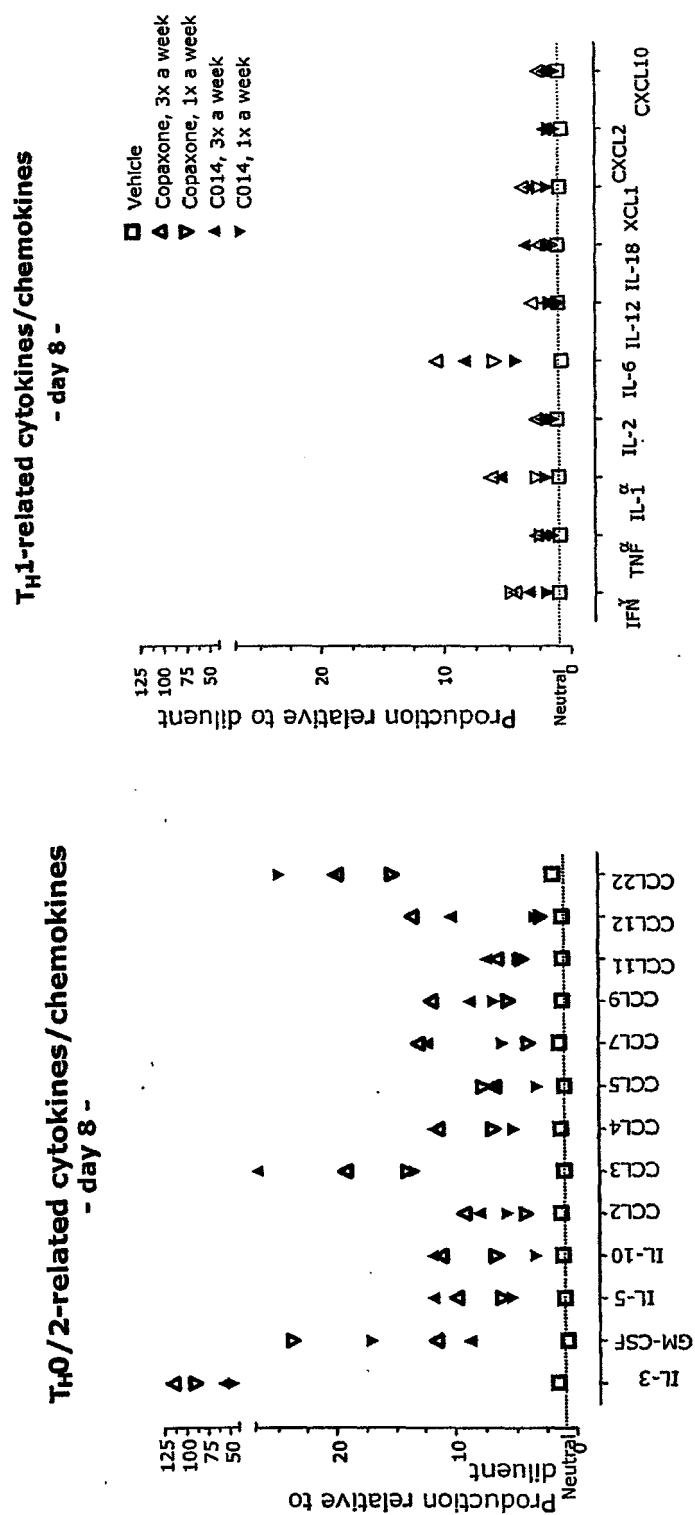 T_H1-related cytokines/chemokines
- day 8 -
Vehicle
Copaxone, 3x a week
Copaxone, 1x a week
C014, 3x a week
C014, 1x a week
Production relative to diluent
125
100
75
50
20
10
0
Neutral
IFNγ TNFα IL-1α IL-2 IL-6 IL-12 IL-18 XCL1 CXCL2 CXCL10
T_H0/2-related cytokines/chemokines
- day 8 -
Production relative to
diluent
125
100
75
50
20
10
0
Neutral
IL-3 GM-CSF IL-5 IL-10 CCL2 CCL3 CCL4 CCL5 CCL7 CCL9 CCL11 CCL12 CCL22